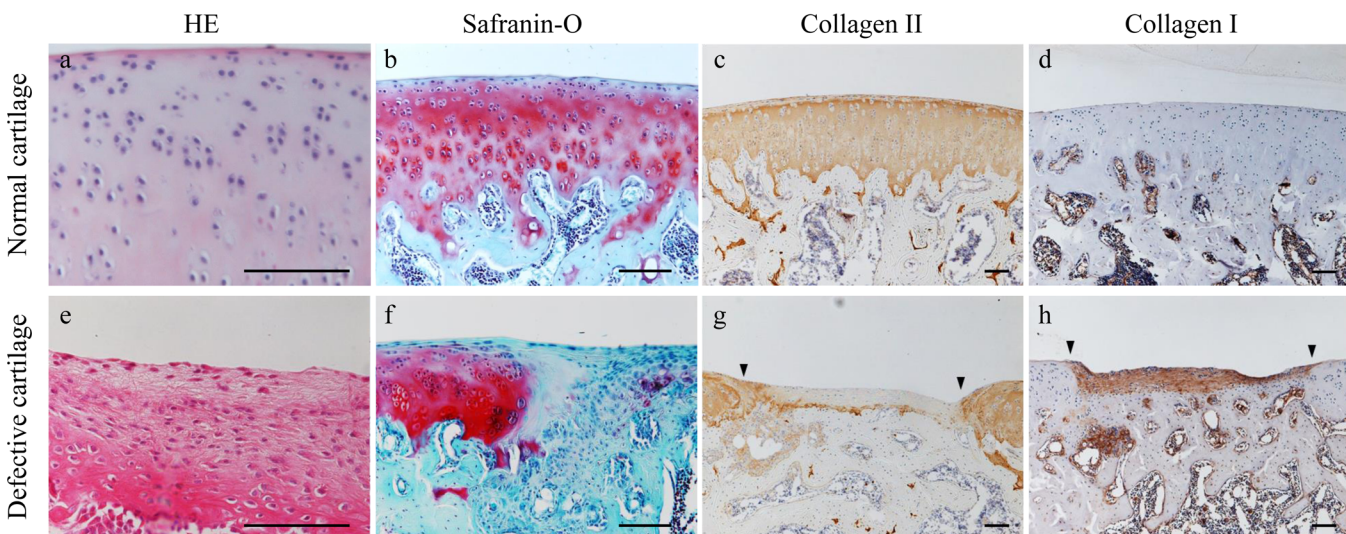 HE Safranin-O Collagen II Collagen I
Normal cartilage
a b c d
Defective cartilage
e f g h